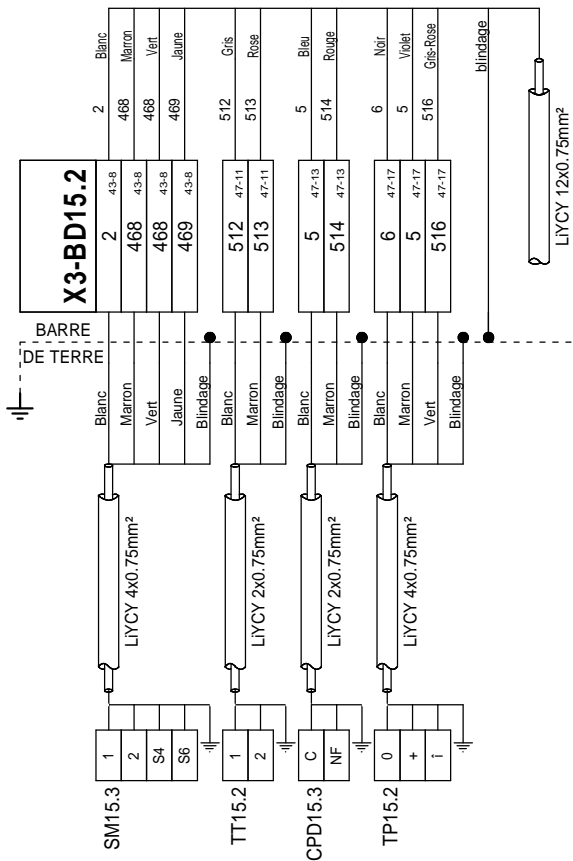 X3-BD15.2
2 43-8
468 43-8
468 43-8
469 43-8
512 47-11
513 47-11
5 47-13
514 47-13
6 47-17
5 47-17
516 47-17
2 Blanc
468 Marron
468 Vert
469 Jaune
512 Gris
513 Rose
5 Bleu
514 Rouge
6 Noir
5 Violet
516 Gris-Rose
blindage
LiYCY 12x0.75mm²
BARRE
DE TERRE
Blanc
Marron
Vert
Jaune
Blindage
Blanc
Marron
Blindage
Blanc
Marron
Blindage
Blanc
Marron
Vert
Blindage
LiYCY 4x0.75mm²
LiYCY 2x0.75mm²
LiYCY 2x0.75mm²
LiYCY 4x0.75mm²
SM15.3
1
2
S4
S6
TT15.2
1
2
CPD15.3
C
NF
TP15.2
0
+
î